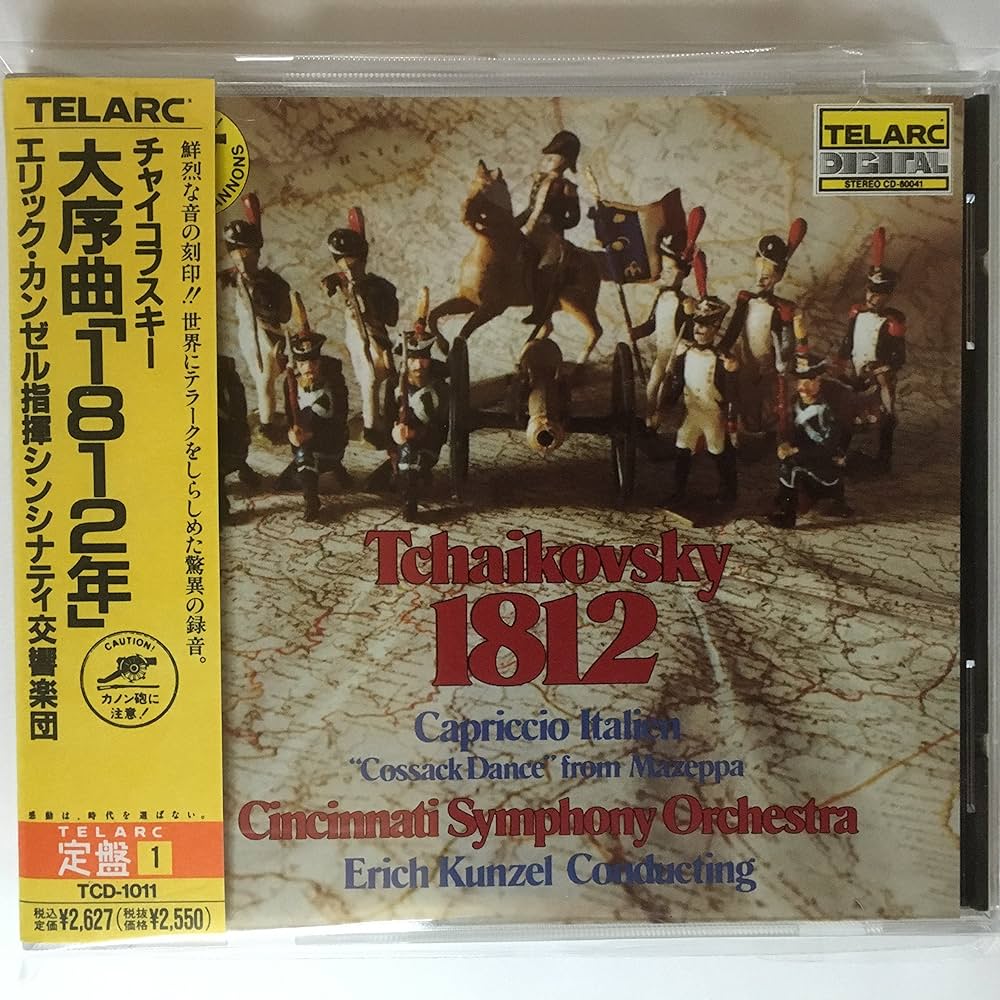 TELARC
鮮烈な音の刻印!! 世界にテラークをしらしめた驚異の録音。
チャイコフスキー
大序曲「1812年」
エリック・カンゼル指揮シンシナティ交響楽団
CAUTION!
カノン砲に
注意!
感動は、時代を選ばない。
TELARC
定盤 1
TCD-1011
税込定価¥2,627(税抜価格¥2,550)
TELARC
DIGITAL
STEREO CD-80041
Tchaikovsky
1812
Capriccio Italien
"Cossack Dance" from Mazeppa
Cincinnati Symphony Orchestra
Erich Kunzel Conducting